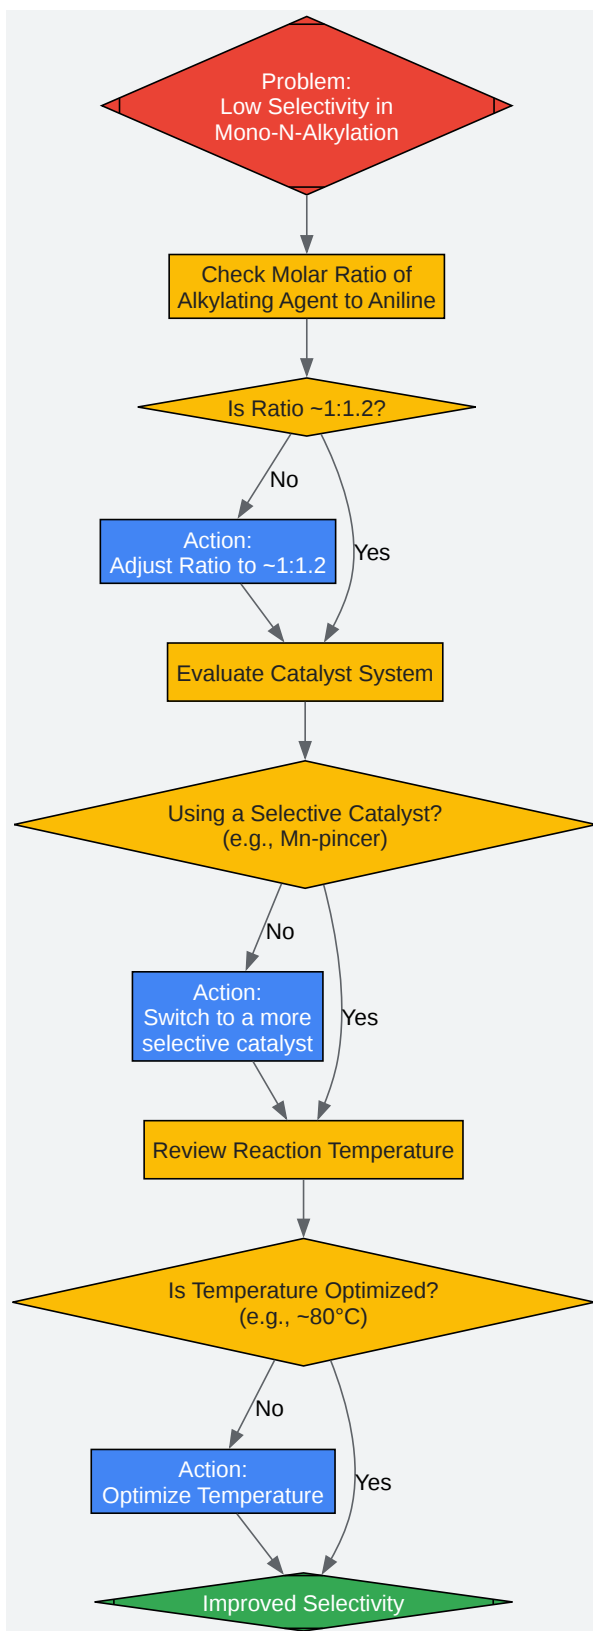 Problem:
Low Selectivity in
Mono-N-Alkylation
Check Molar Ratio of
Alkylating Agent to Aniline
Is Ratio ~1:1.2?
No
Action:
Adjust Ratio to ~1:1.2
Yes
Evaluate Catalyst System
Using a Selective Catalyst?
(e.g., Mn-pincer)
No
Action:
Switch to a more
selective catalyst
Yes
Review Reaction Temperature
Is Temperature Optimized?
(e.g., ~80°C)
No
Action:
Optimize Temperature
Yes
Improved Selectivity